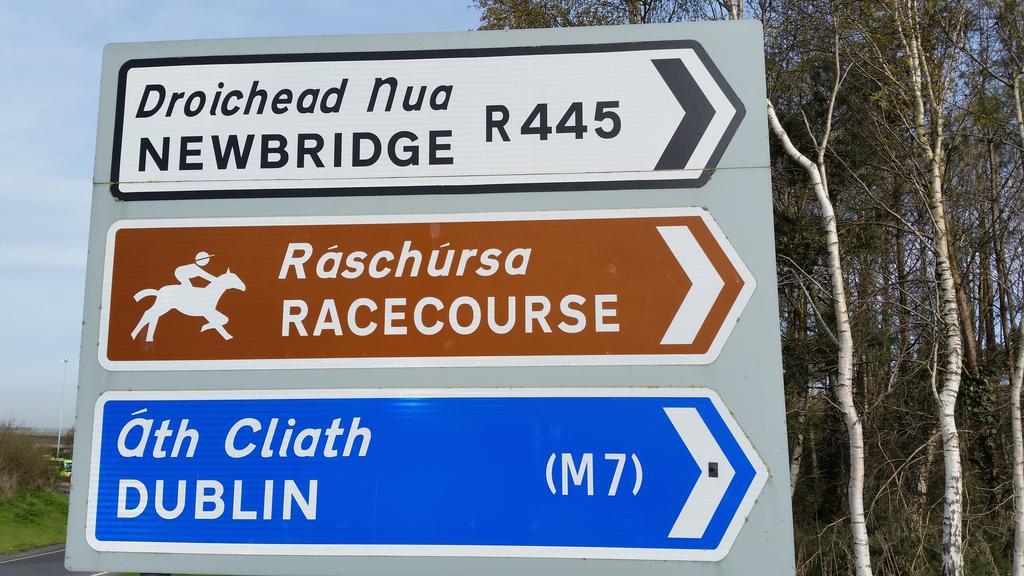 Droichead Nua
NEWBRIDGE R445
Ráschúrsa
RACECOURSE
Áth Cliath
DUBLIN (M7)